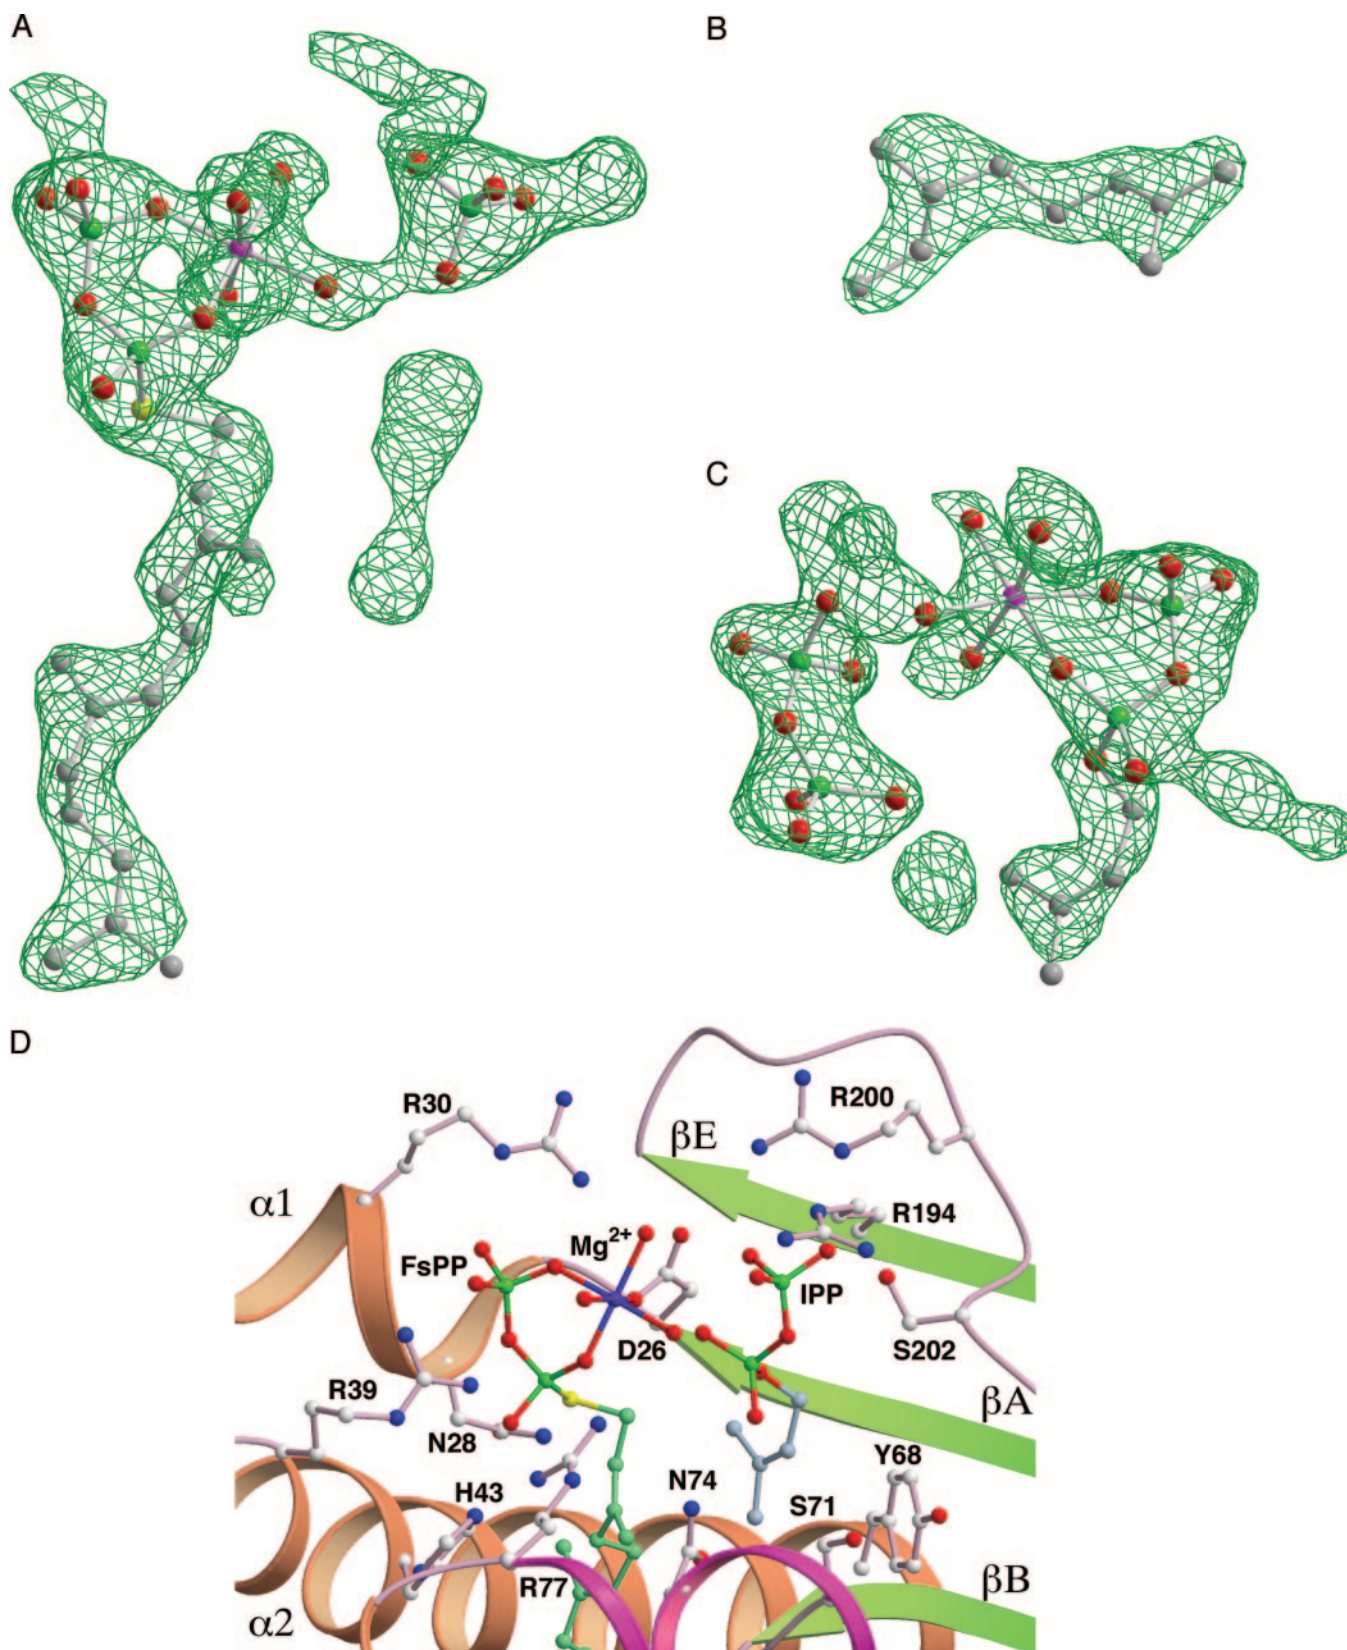 A
B
C
D
R30
R200
βE
α1
R194
Mg²⁺
FsPP
IPP
D26
S202
R39
βA
N28
Y68
N74
H43
S71
R77
βB
α2